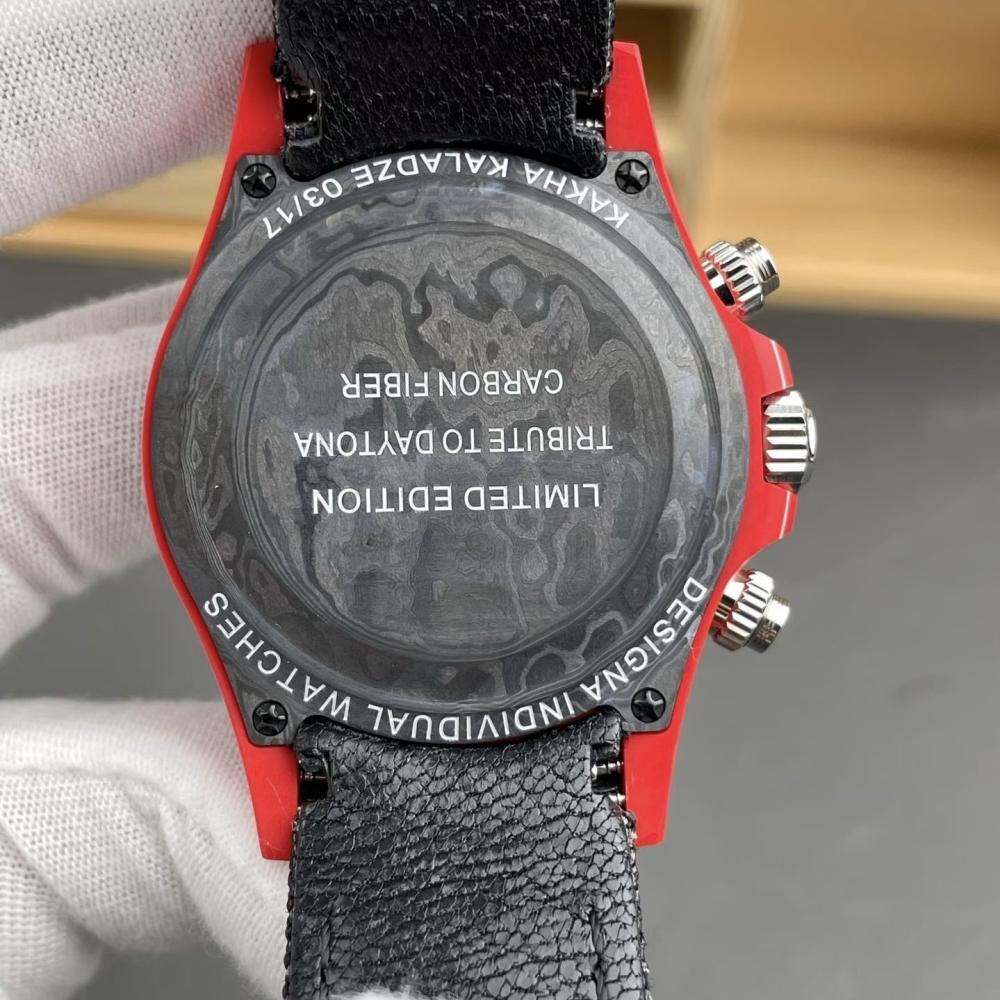 DESIGNA INDIVIDUAL WATCHES
LIMITED EDITION
TRIBUTE TO DAYTONA
CARBON FIBER
KAKHA KALADZE 03/17